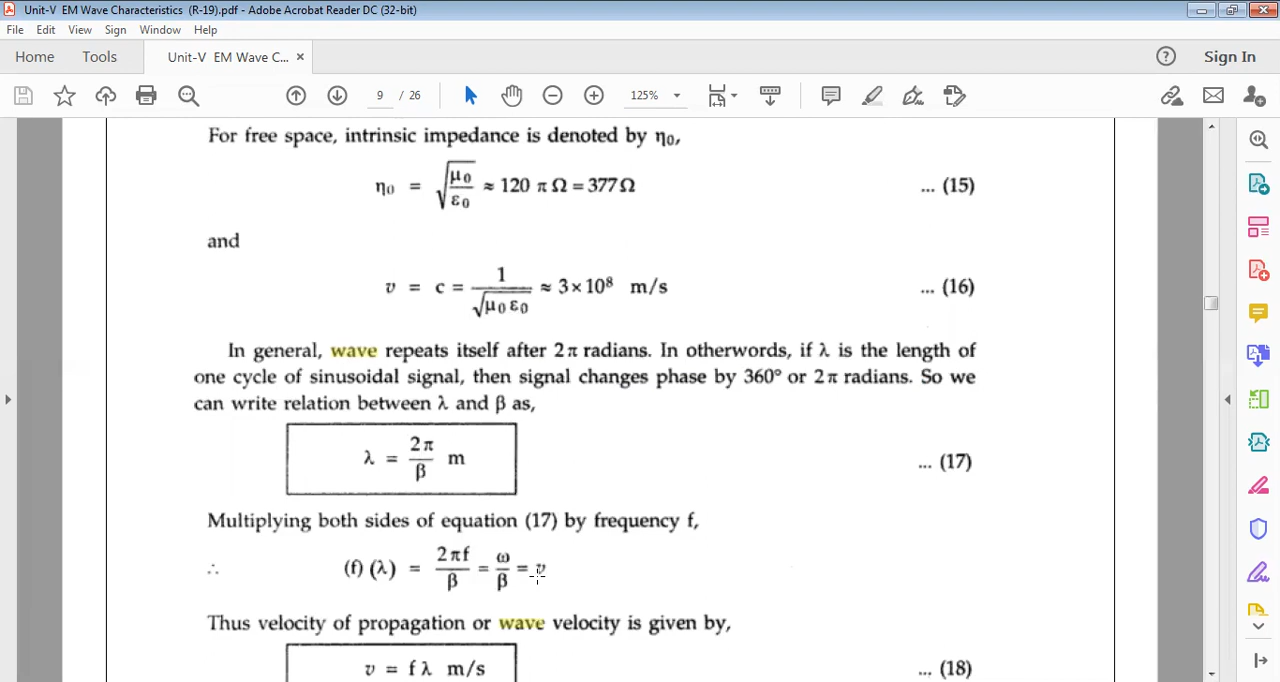 Unit-V EM Wave Characteristics (R-19).pdf - Adobe Acrobat Reader DC (32-bit)
File Edit View Sign Window Help
Home Tools Unit-V EM Wave C... × ? Sign In
9 / 26 125%
For free space, intrinsic impedance is denoted by η₀,
η₀ = √(μ₀/ε₀) ≈ 120 π Ω = 377 Ω ... (15)
and
v = c = 1/√(μ₀ ε₀) ≈ 3 × 10⁸ m/s ... (16)
In general, wave repeats itself after 2 π radians. In otherwords, if λ is the length of
one cycle of sinusoidal signal, then signal changes phase by 360° or 2 π radians. So we
can write relation between λ and β as,
λ = 2π/β m ... (17)
Multiplying both sides of equation (17) by frequency f,
∴ (f) (λ) = 2πf/β = ω/β = v
Thus velocity of propagation or wave velocity is given by,
v = f λ m/s ... (18)